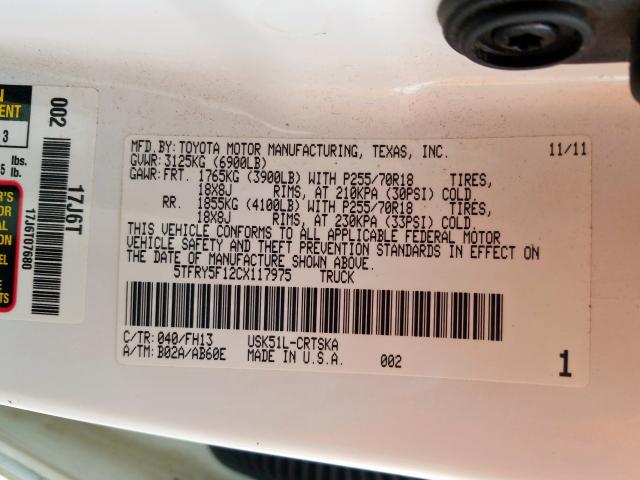 MFD.BY:TOYOTA MOTOR MANUFACTURING, TEXAS, INC. 11/11
GVWR:3125KG (6900LB)
GAWR:FRT. 1765KG (3900LB) WITH P255/70R18 TIRES,
18X8J RIMS, AT 210KPA (30PSI) COLD.
RR. 1855KG (4100LB) WITH P255/70R18 TIRES,
18X8J RIMS, AT 230KPA (33PSI) COLD.
THIS VEHICLE CONFORMS TO ALL APPLICABLE FEDERAL MOTOR
VEHICLE SAFETY AND THEFT PREVENTION STANDARDS IN EFFECT ON
THE DATE OF MANUFACTURE SHOWN ABOVE.
5TFRY5F12CX117975 TRUCK
C/TR:040/FH13 USK51L-CRTSKA
A/TM:B02A/AB60E MADE IN U.S.A. 002
1
002
17J6T
17J6T07680
3
lbs.